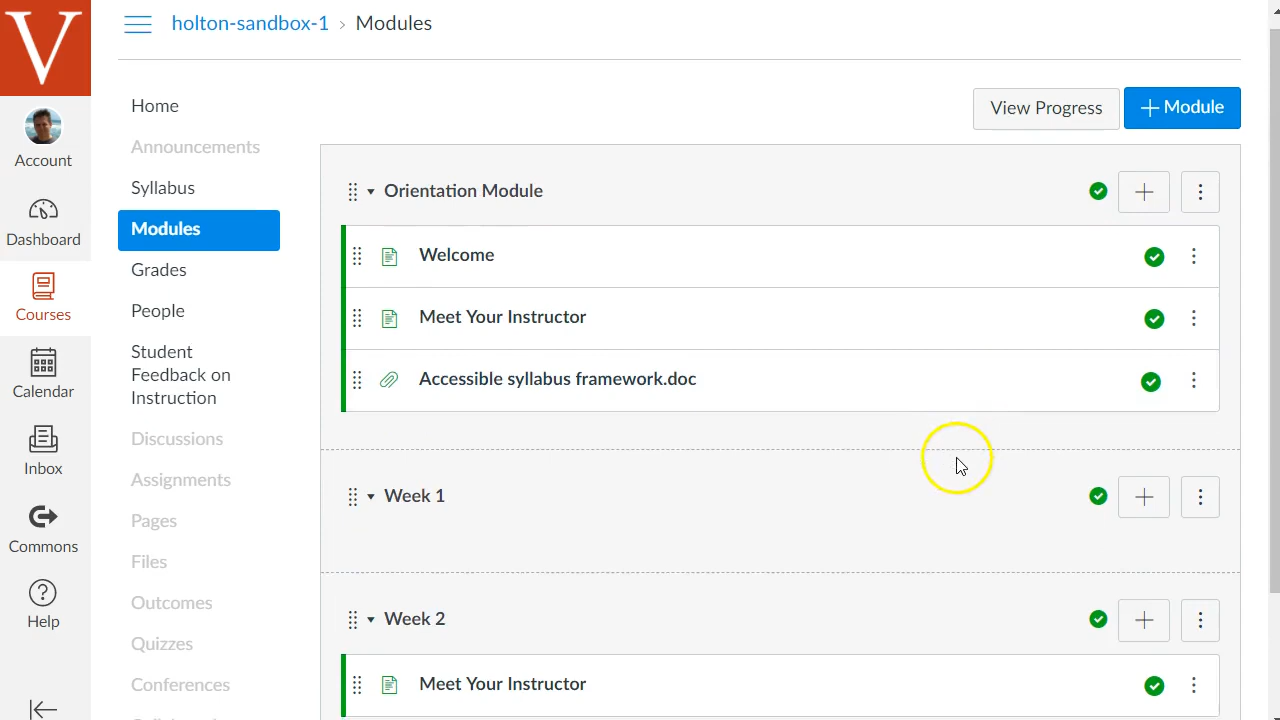 V
holton-sandbox-1 › Modules
Account
Dashboard
Courses
Calendar
Inbox
Commons
Help
Home
Announcements
Syllabus
Modules
Grades
People
Student
Feedback on
Instruction
Discussions
Assignments
Pages
Files
Outcomes
Quizzes
Conferences
View Progress
+ Module
Orientation Module
Welcome
Meet Your Instructor
Accessible syllabus framework.doc
Week 1
Week 2
Meet Your Instructor